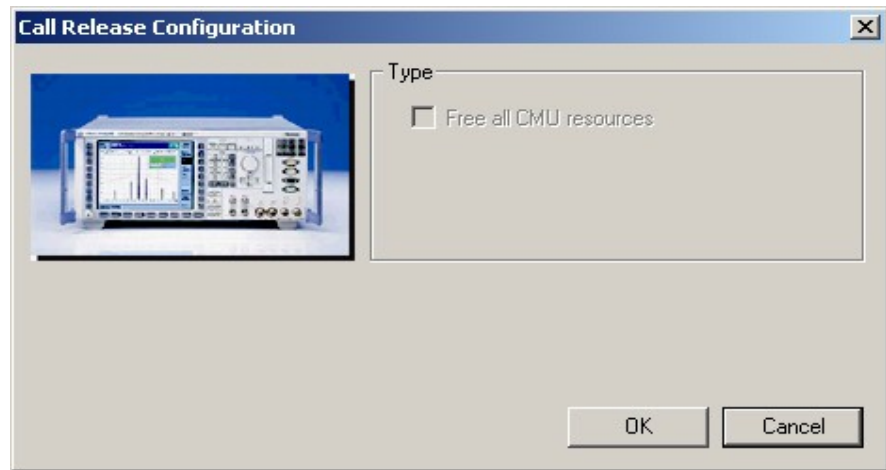 Call Release Configuration
Type
Free all CMU resources
OK
Cancel